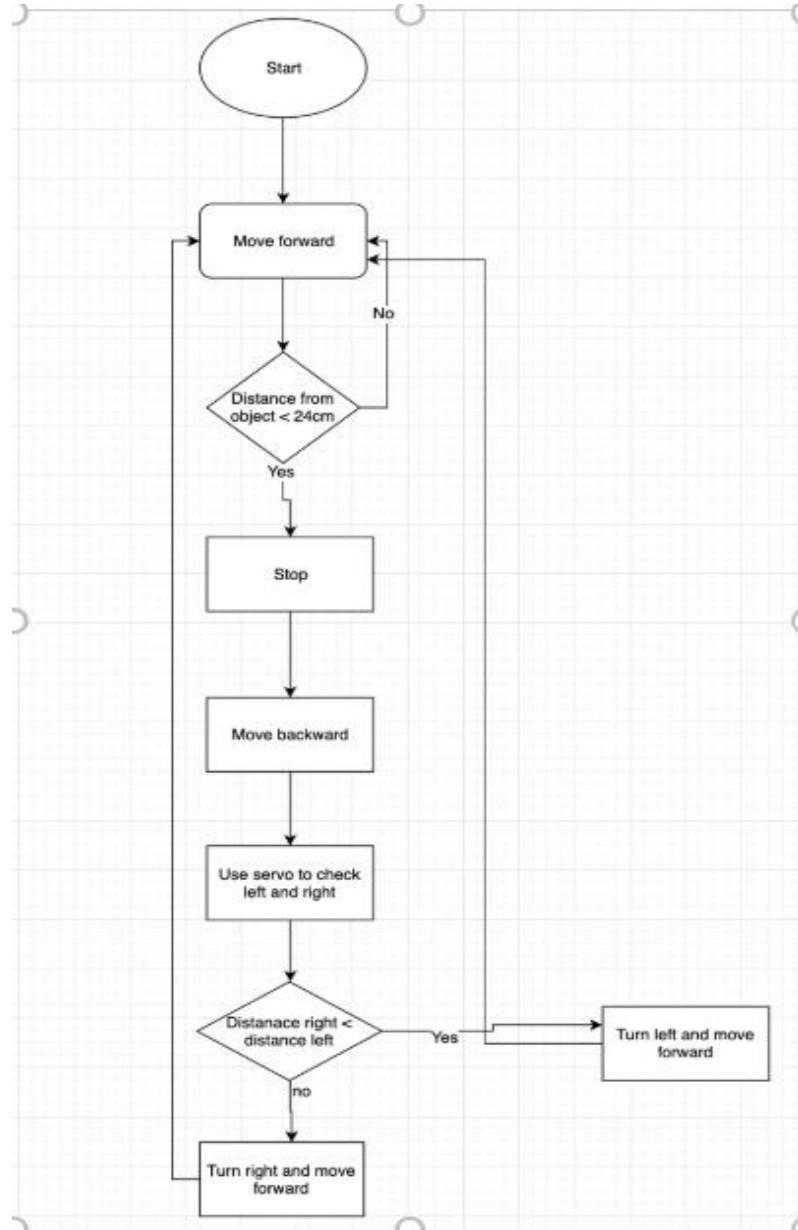 Start
Move forward
No
Distance from
object < 24cm
Yes
Stop
Move backward
Use servo to check
left and right
Distanace right <
distance left
Yes
Turn left and move
forward
no
Turn right and move
forward